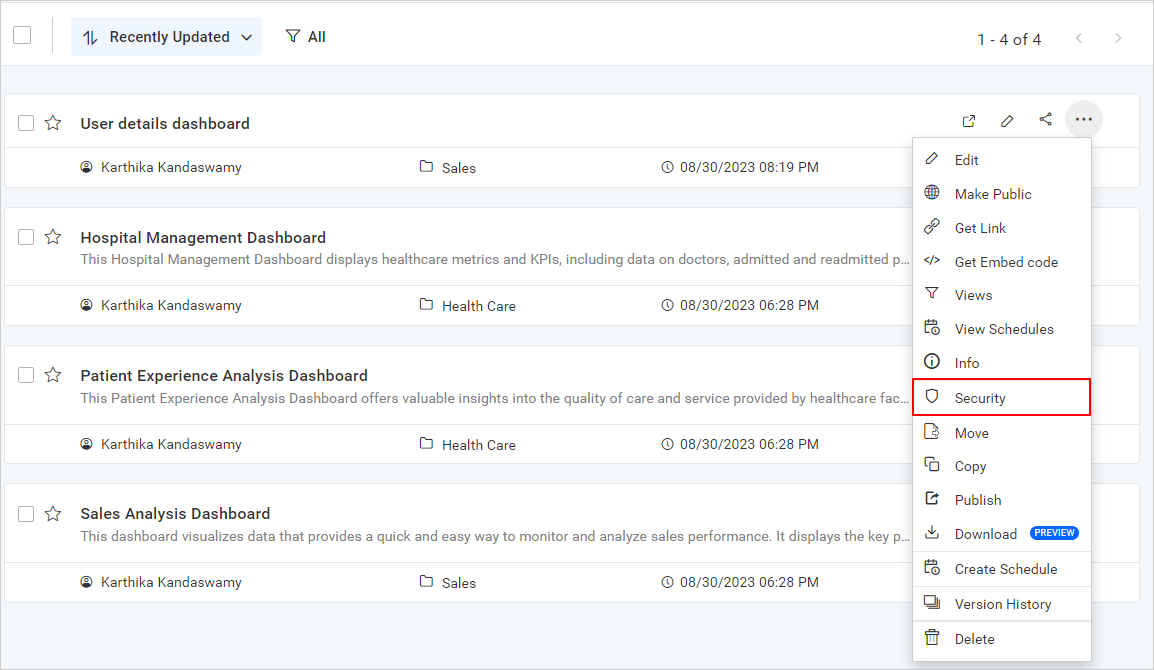 Recently Updated
All
1 - 4 of 4
User details dashboard
Karthika Kandaswamy
Sales
08/30/2023 08:19 PM
Hospital Management Dashboard
This Hospital Management Dashboard displays healthcare metrics and KPIs, including data on doctors, admitted and readmitted p...
Karthika Kandaswamy
Health Care
08/30/2023 06:28 PM
Patient Experience Analysis Dashboard
This Patient Experience Analysis Dashboard offers valuable insights into the quality of care and service provided by healthcare fac...
Karthika Kandaswamy
Health Care
08/30/2023 06:28 PM
Sales Analysis Dashboard
This dashboard visualizes data that provides a quick and easy way to monitor and analyze sales performance. It displays the key p...
Karthika Kandaswamy
Sales
08/30/2023 06:28 PM
Edit
Make Public
Get Link
Get Embed code
Views
View Schedules
Info
Security
Move
Copy
Publish
Download PREVIEW
Create Schedule
Version History
Delete